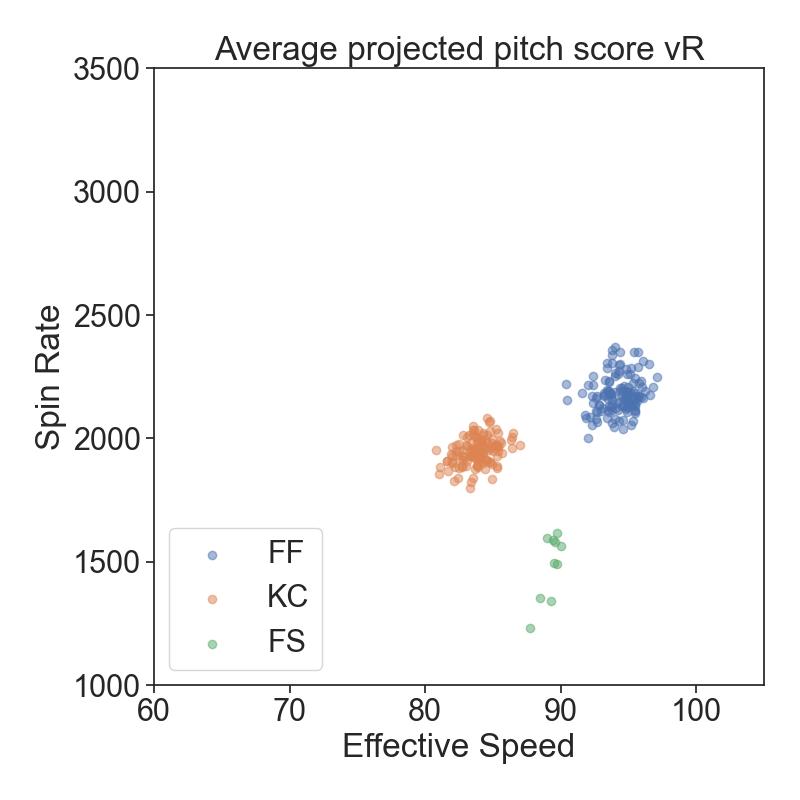 Average projected pitch score vR
3500
3000
2500
2000
1500
1000
Spin Rate
FF
KC
FS
60 70 80 90 100
Effective Speed